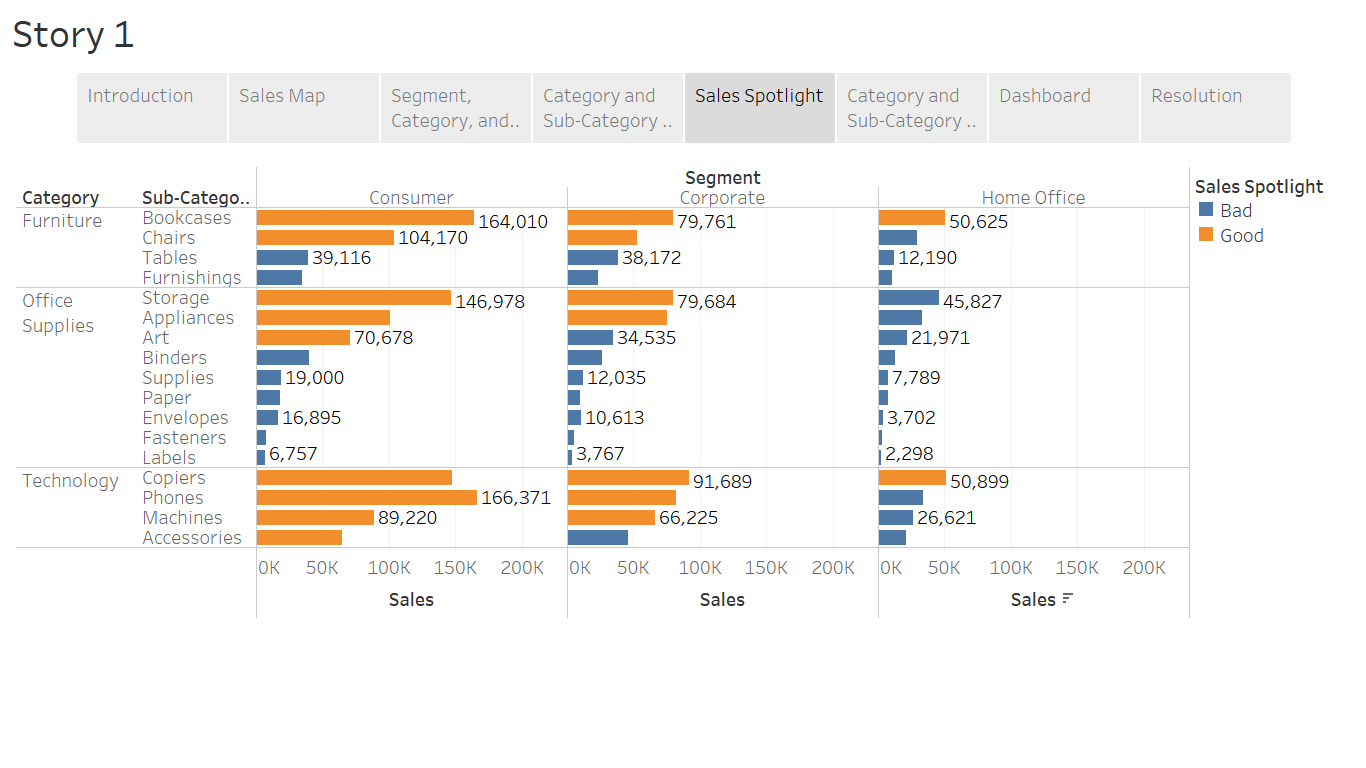 Story 1
Introduction
Sales Map
Segment,
Category, and..
Category and
Sub-Category ..
Sales Spotlight
Category and
Sub-Category ..
Dashboard
Resolution
Segment
Category Sub-Catego.. Consumer Corporate Home Office
Furniture Bookcases 164,010 79,761 50,625
Chairs 104,170
Tables 39,116 38,172 12,190
Furnishings
Office
Supplies
Storage 146,978 79,684 45,827
Appliances
Art 70,678 34,535 21,971
Binders
Supplies 19,000 12,035 7,789
Paper
Envelopes 16,895 10,613 3,702
Fasteners
Labels 6,757 3,767 2,298
Technology Copiers 91,689 50,899
Phones 166,371
Machines 89,220 66,225 26,621
Accessories
0K 50K 100K 150K 200K 0K 50K 100K 150K 200K 0K 50K 100K 150K 200K
Sales Sales Sales
Sales Spotlight
Bad
Good